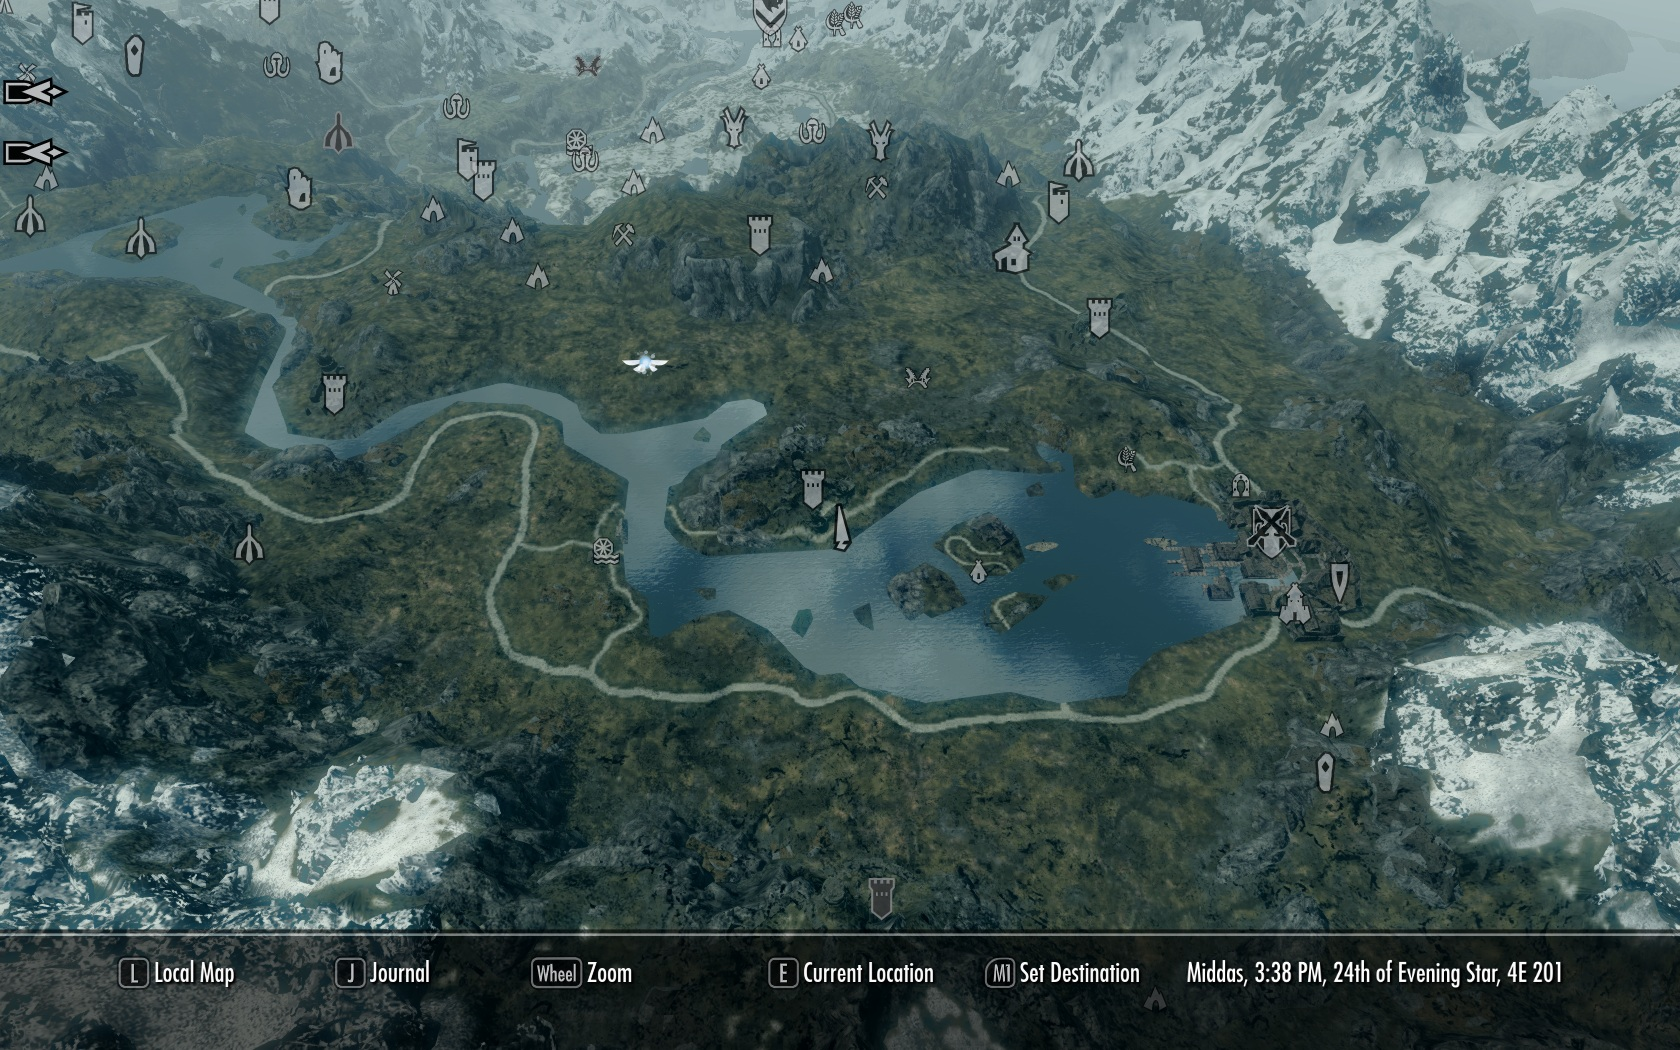 L Local Map
J Journal
Wheel Zoom
E Current Location
M1 Set Destination
Middas, 3:38 PM, 24th of Evening Star, 4E 201